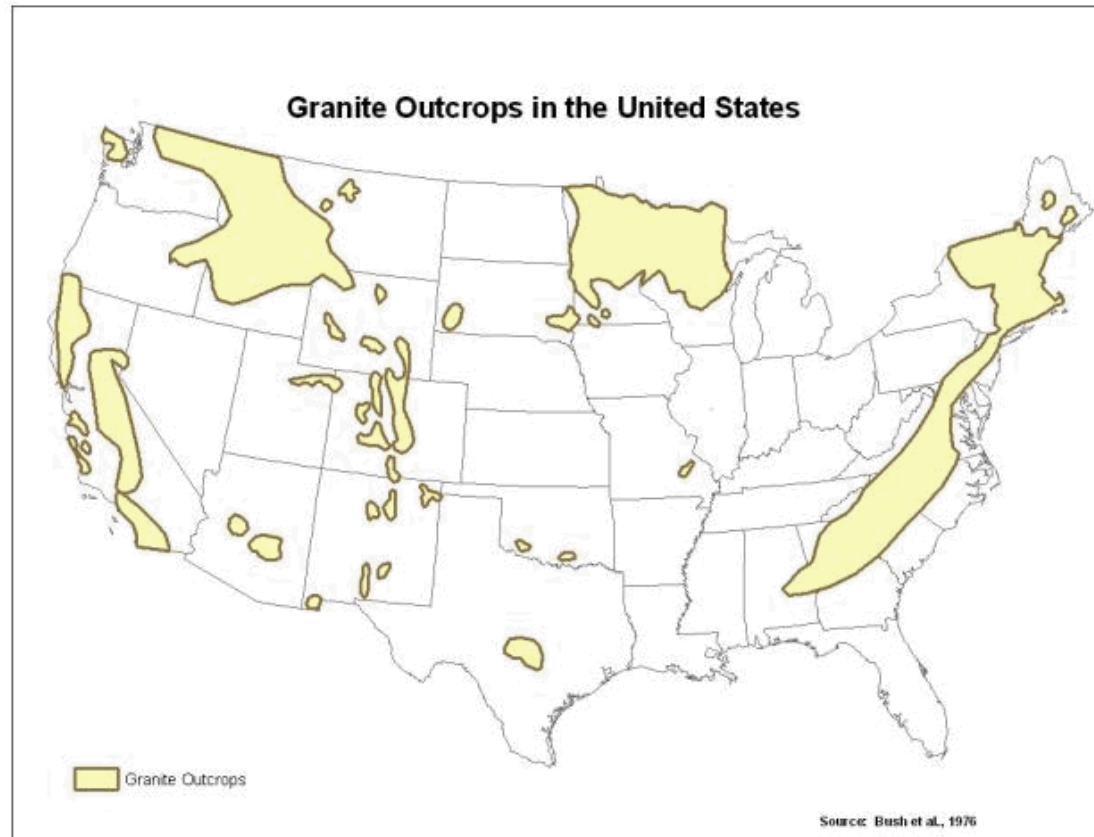 Granite Outcrops in the United States
Granite Outcrops
Source: Bush et al., 1976